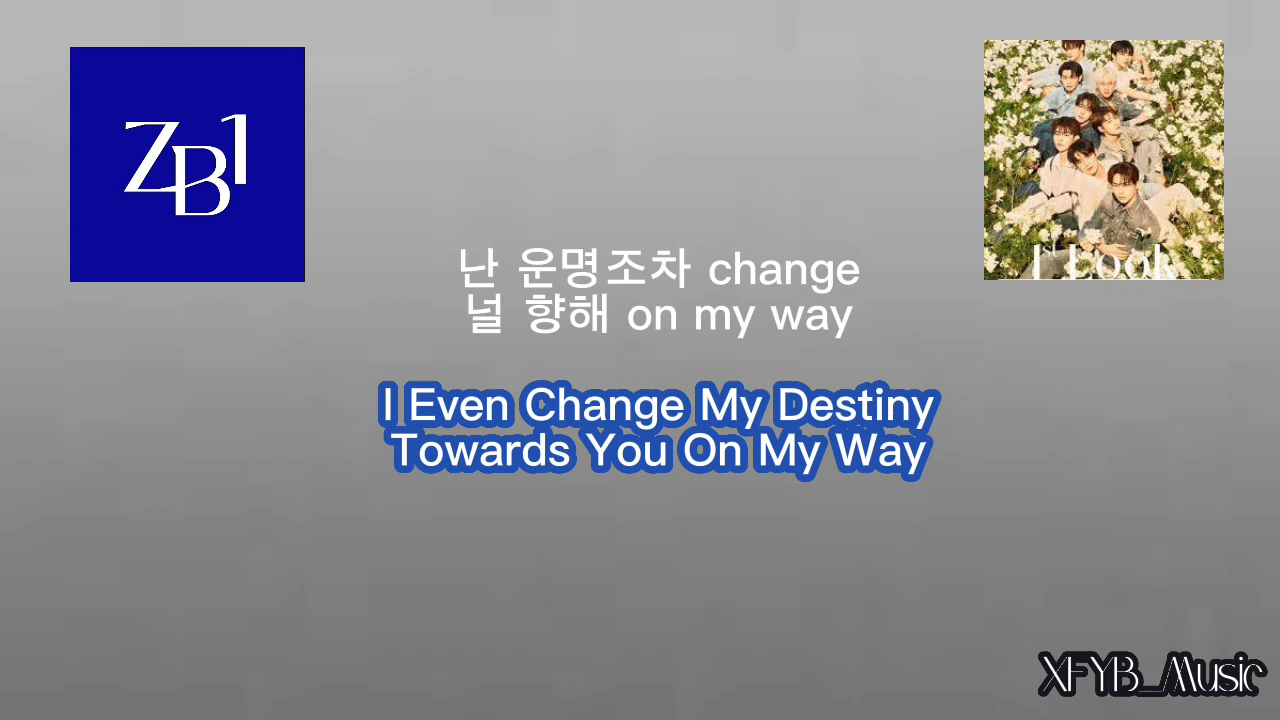 ZB1
난 운명조차 change
널 향해 on my way
I Even Change My Destiny
Towards You On My Way
XFYB_Music